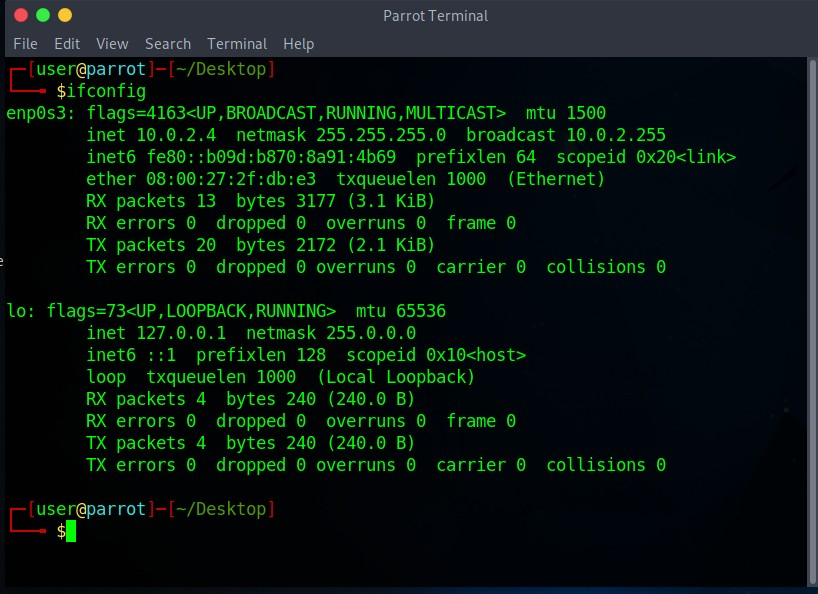 Parrot Terminal
File Edit View Search Terminal Help
┌─[user@parrot]─[~/Desktop]
└──╼ $ifconfig
enp0s3: flags=4163<UP,BROADCAST,RUNNING,MULTICAST>  mtu 1500
        inet 10.0.2.4  netmask 255.255.255.0  broadcast 10.0.2.255
        inet6 fe80::b09d:b870:8a91:4b69  prefixlen 64  scopeid 0x20<link>
        ether 08:00:27:2f:db:e3  txqueuelen 1000  (Ethernet)
        RX packets 13  bytes 3177 (3.1 KiB)
        RX errors 0  dropped 0  overruns 0  frame 0
        TX packets 20  bytes 2172 (2.1 KiB)
        TX errors 0  dropped 0 overruns 0  carrier 0  collisions 0

lo: flags=73<UP,LOOPBACK,RUNNING>  mtu 65536
        inet 127.0.0.1  netmask 255.0.0.0
        inet6 ::1  prefixlen 128  scopeid 0x10<host>
        loop  txqueuelen 1000  (Local Loopback)
        RX packets 4  bytes 240 (240.0 B)
        RX errors 0  dropped 0  overruns 0  frame 0
        TX packets 4  bytes 240 (240.0 B)
        TX errors 0  dropped 0 overruns 0  carrier 0  collisions 0

┌─[user@parrot]─[~/Desktop]
└──╼ $